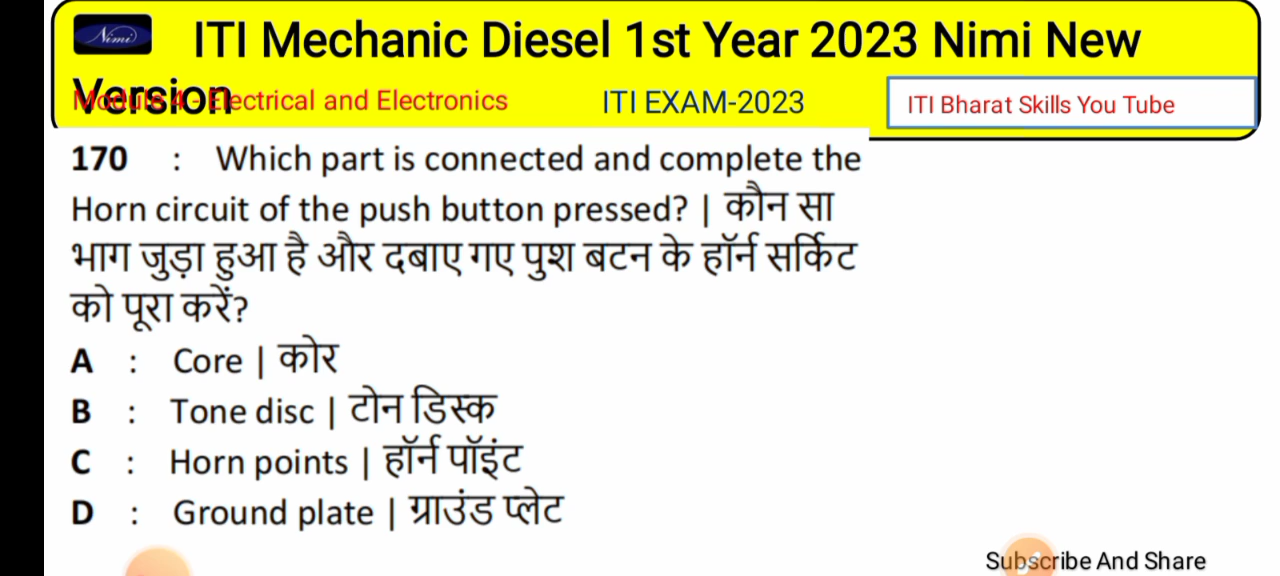 Nimi
ITI Mechanic Diesel 1st Year 2023 Nimi New
Version
Module 4 - Electrical and Electronics
ITI EXAM-2023
ITI Bharat Skills You Tube
170 : Which part is connected and complete the
Horn circuit of the push button pressed? | कौन सा
भाग जुड़ा हुआ है और दबाए गए पुश बटन के हॉर्न सर्किट
को पूरा करें?
A : Core | कोर
B : Tone disc | टोन डिस्क
C : Horn points | हॉर्न पॉइंट
D : Ground plate | ग्राउंड प्लेट
Subscribe And Share